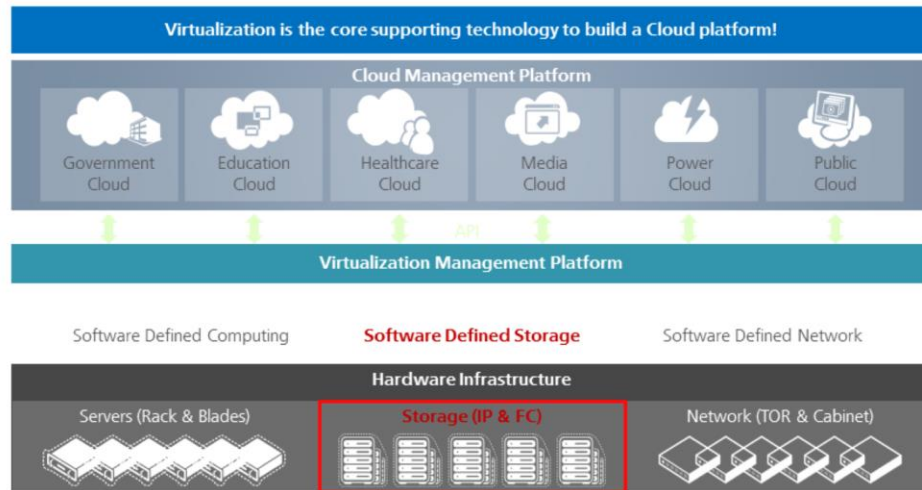 Virtualization is the core supporting technology to build a Cloud platform!
Cloud Management Platform
Government
Cloud
Education
Cloud
Healthcare
Cloud
Media
Cloud
Power
Cloud
Public
Cloud
API
Virtualization Management Platform
Software Defined Computing
Software Defined Storage
Software Defined Network
Hardware Infrastructure
Servers (Rack & Blades)
Storage (IP & FC)
Network (TOR & Cabinet)